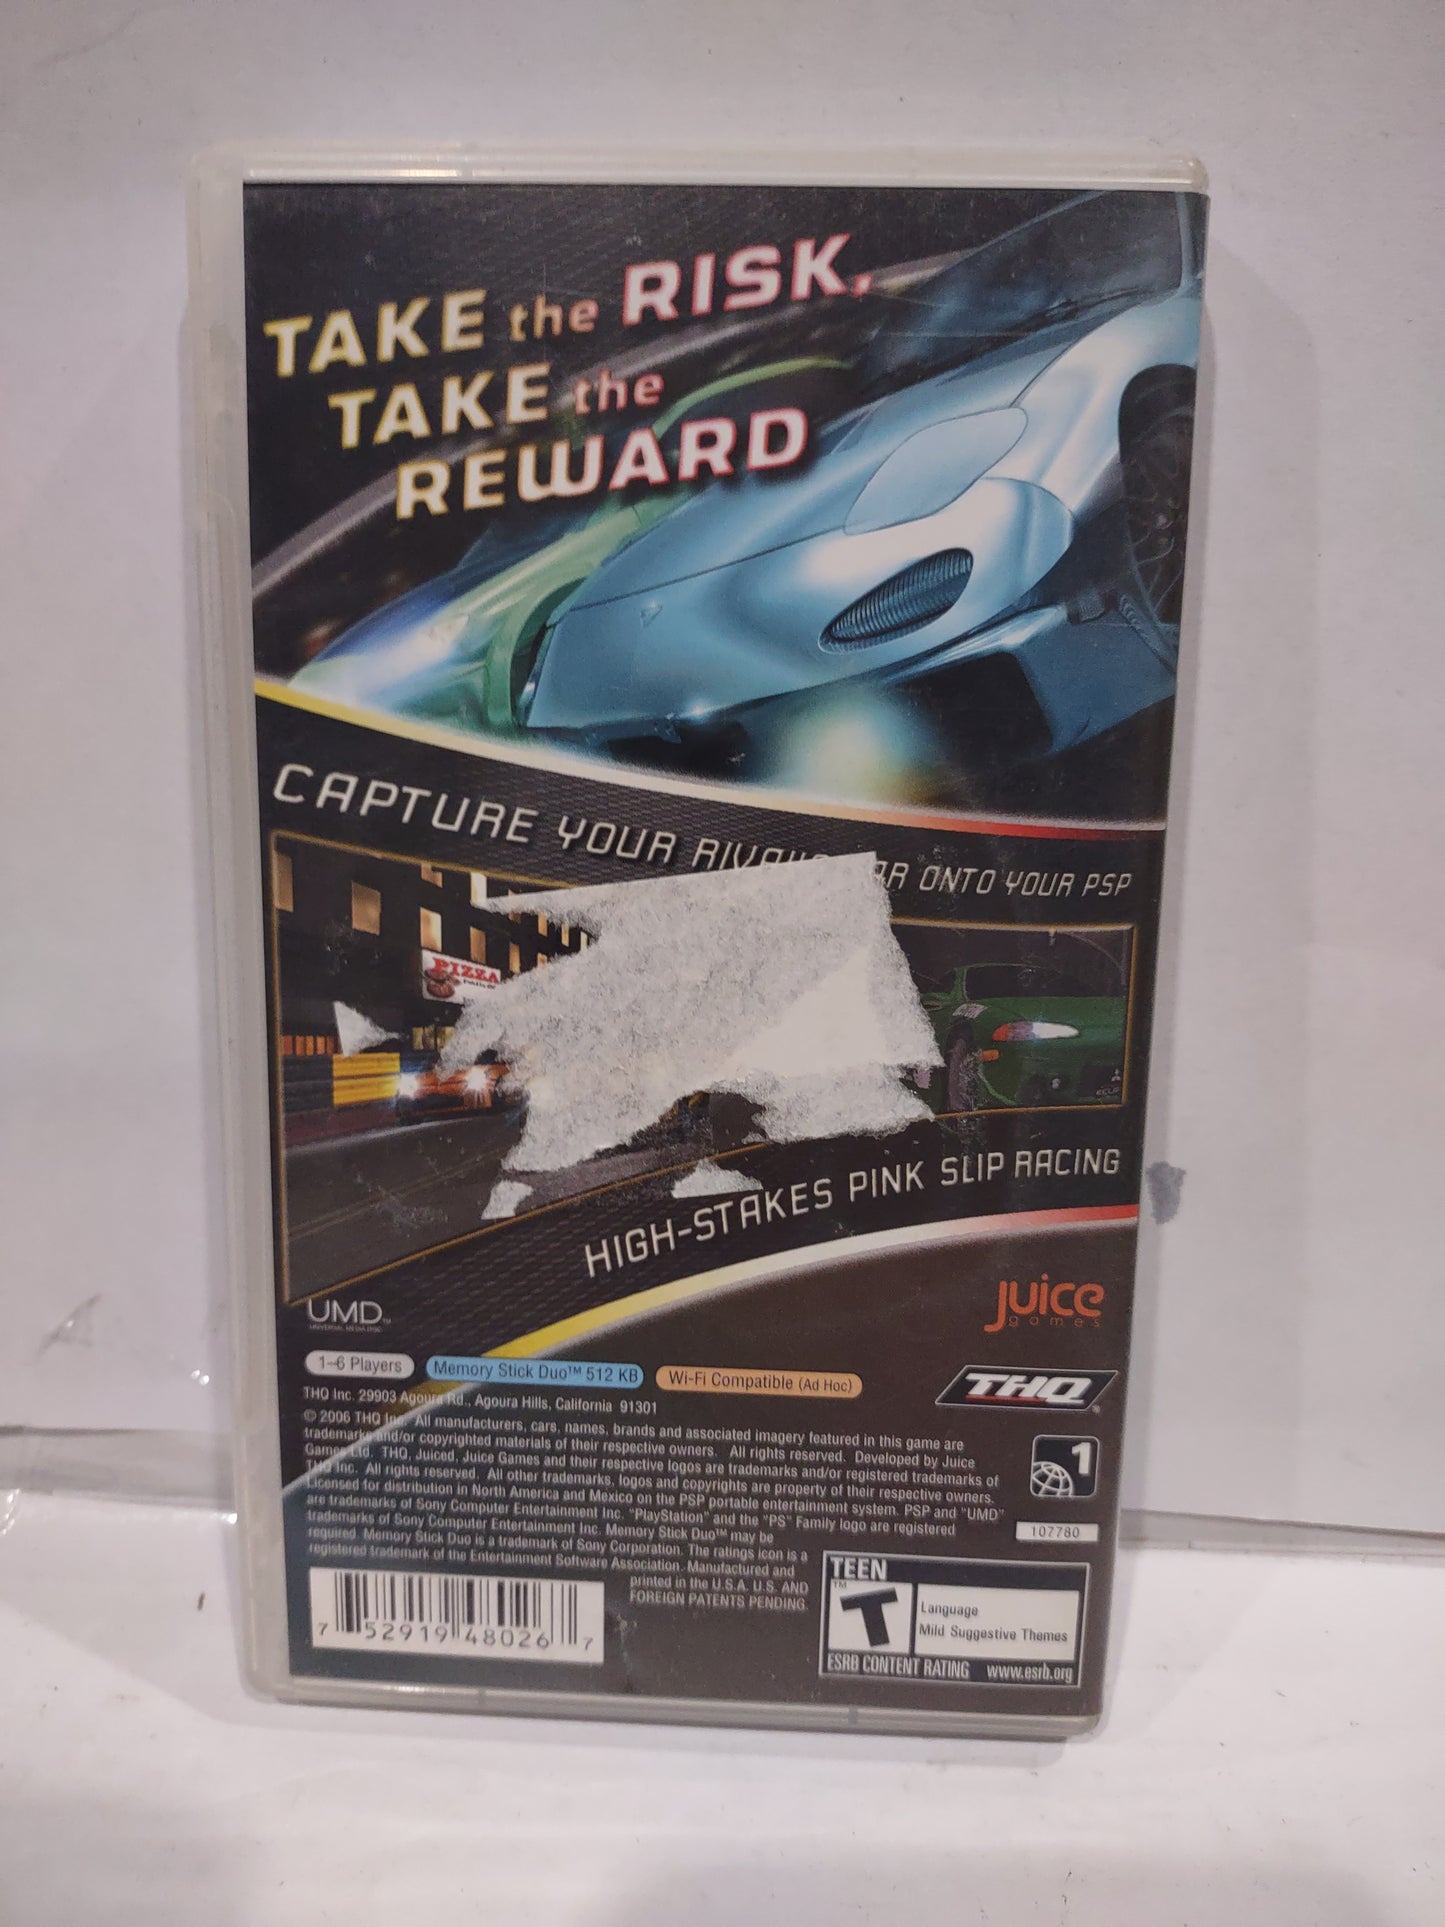 TAKE the RISK,
TAKE the
REWARD
CAPTURE YOUR ONTO YOUR PSP
PIZZA
HIGH-STAKES PINK SLIP RACING
UMD™
UNIVERSAL MEDIA DISC
juice
games
1-6 Players
Memory Stick Duo™ 512 KB
Wi-Fi Compatible (Ad Hoc)
THQ
THQ Inc. 29903 Agoura Rd., Agoura Hills, California 91301
© 2006 THQ Inc. All manufacturers, cars, names, brands and associated imagery featured in this game are
trademarks and/or copyrighted materials of their respective owners. All rights reserved. Developed by Juice
Games Ltd. THQ, Juiced, Juice Games and their respective logos are trademarks and/or registered trademarks of
THQ Inc. All rights reserved. All other trademarks, logos and copyrights are property of their respective owners.
Licensed for distribution in North America and Mexico on the PSP portable entertainment system. PSP and "UMD"
are trademarks of Sony Computer Entertainment Inc. "PlayStation" and the "PS" Family logo are registered
trademarks of Sony Computer Entertainment Inc. Memory Stick Duo™ may be
required. Memory Stick Duo is a trademark of Sony Corporation. The ratings icon is a
registered trademark of the Entertainment Software Association. Manufactured and
printed in the U.S.A. U.S. AND
FOREIGN PATENTS PENDING.
1
107780
7 52919 48026 7
TEEN
T
Language
Mild Suggestive Themes
ESRB CONTENT RATING www.esrb.org